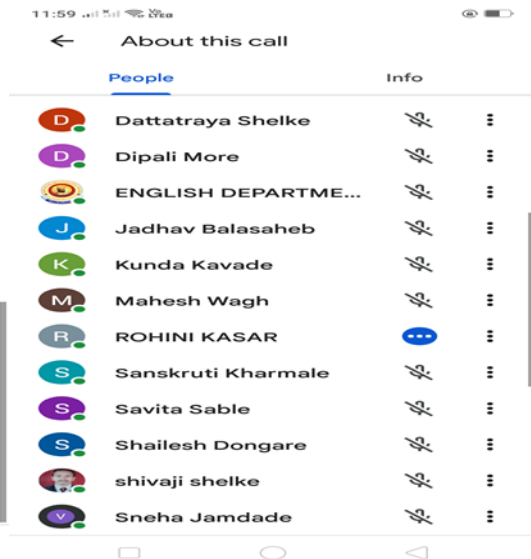 11:59
About this call
People Info
D Dattatraya Shelke
D Dipali More
ENGLISH DEPARTME...
J Jadhav Balasaheb
K Kunda Kavade
M Mahesh Wagh
R ROHINI KASAR
S Sanskruti Kharmale
S Savita Sable
S Shailesh Dongare
shivaji shelke
V Sneha Jamdade